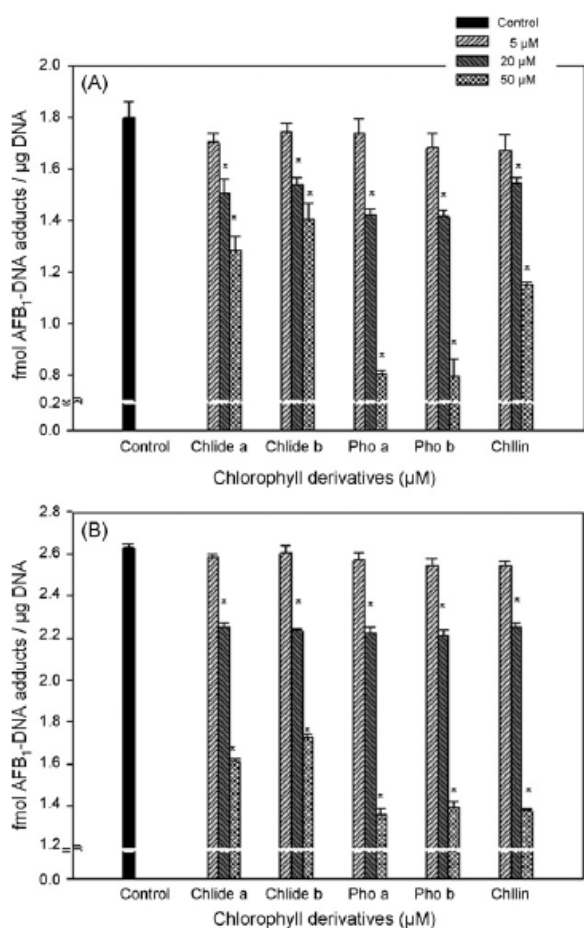 Control
5 µM
20 µM
50 µM
(A)
fmol AFB₁-DNA adducts / µg DNA
2.0
1.8
1.6
1.4
1.2
1.0
0.8
0.2
0.0
* * * * * * * * * *
Control Chlide a Chlide b Pho a Pho b Chllin
Chlorophyll derivatives (µM)
(B)
fmol AFB₁-DNA adducts / µg DNA
2.8
2.6
2.4
2.2
2.0
1.8
1.6
1.4
1.2
0.0
* * * * * * * * * *
Control Chlide a Chlide b Pho a Pho b Chllin
Chlorophyll derivatives (µM)